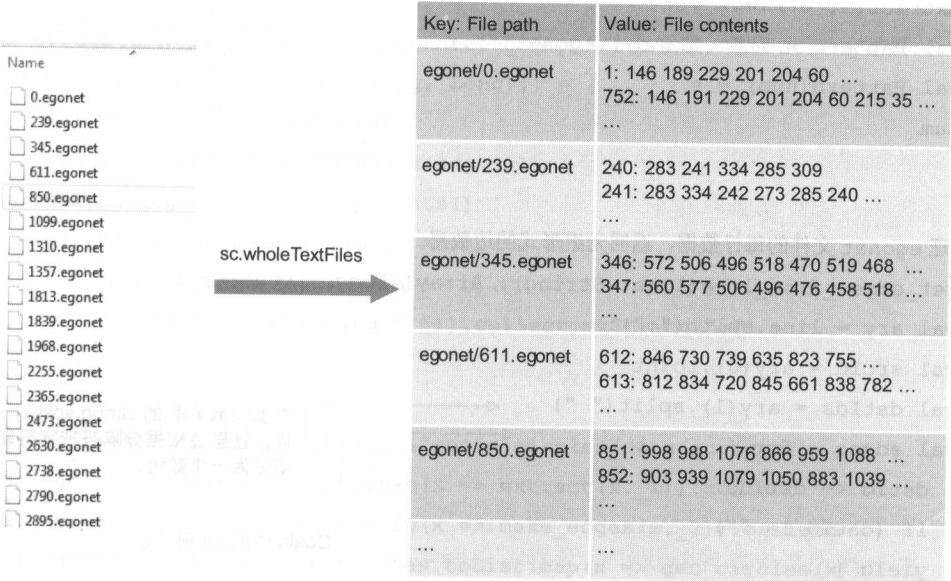 Name
0.egonet
239.egonet
345.egonet
611.egonet
850.egonet
1099.egonet
1310.egonet
1357.egonet
1813.egonet
1839.egonet
1968.egonet
2255.egonet
2365.egonet
2473.egonet
2630.egonet
2738.egonet
2790.egonet
2895.egonet
sc.wholeTextFiles
Key: File path Value: File contents
egonet/0.egonet 1: 146 189 229 201 204 60 …
752: 146 191 229 201 204 60 215 35 …
…
egonet/239.egonet 240: 283 241 334 285 309
241: 283 334 242 273 285 240 …
…
egonet/345.egonet 346: 572 506 496 518 470 519 468 …
347: 560 577 506 496 476 458 518 …
…
egonet/611.egonet 612: 846 730 739 635 823 755…
613: 812 834 720 845 661 838 782 …
…
egonet/850.egonet 851: 998 988 1076 866 959 1088 …
852: 903 939 1079 1050 883 1039 …
…
… …